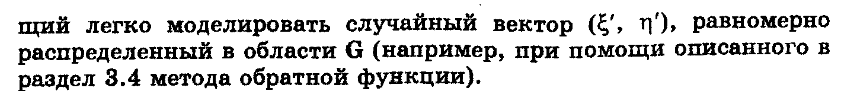 щий легко моделировать случайный вектор (ξ′, η′), равномерно
распределенный в области G (например, при помощи описанного в
раздел 3.4 метода обратной функции).